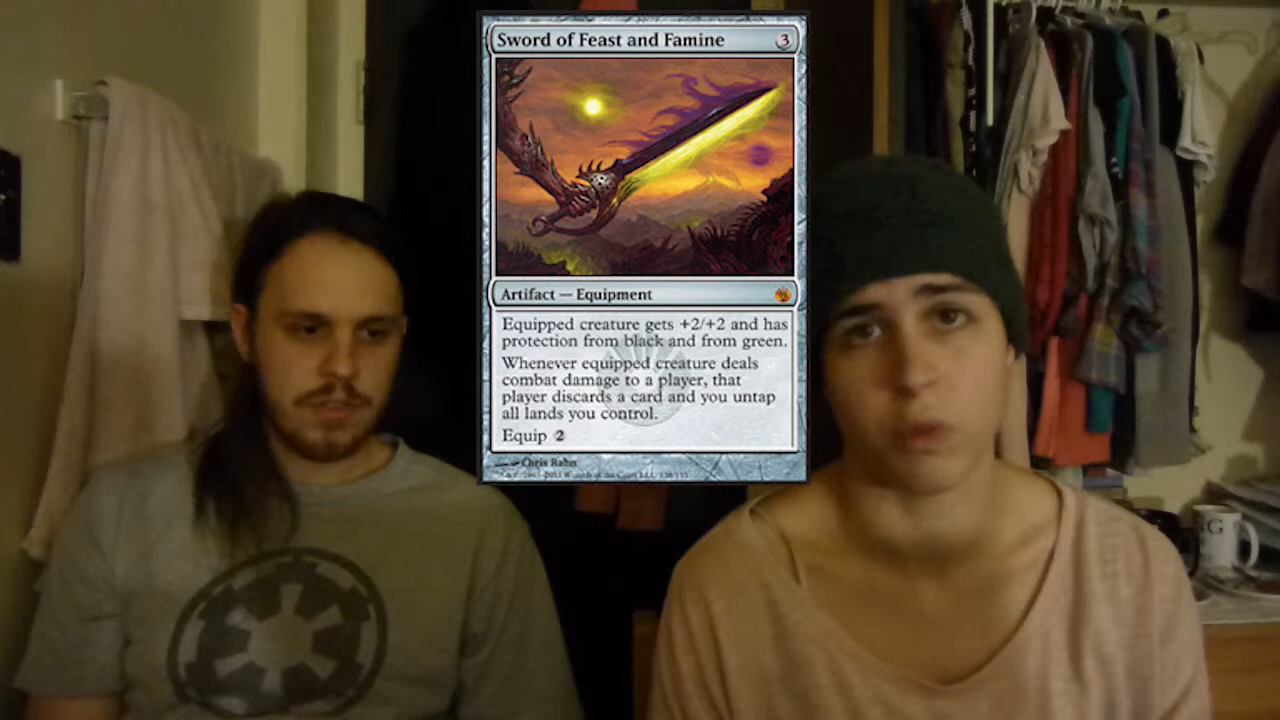 Sword of Feast and Famine 3
Artifact — Equipment
Equipped creature gets +2/+2 and has
protection from black and from green.
Whenever equipped creature deals
combat damage to a player, that
player discards a card and you untap
all lands you control.
Equip 2
Chris Rahn
G